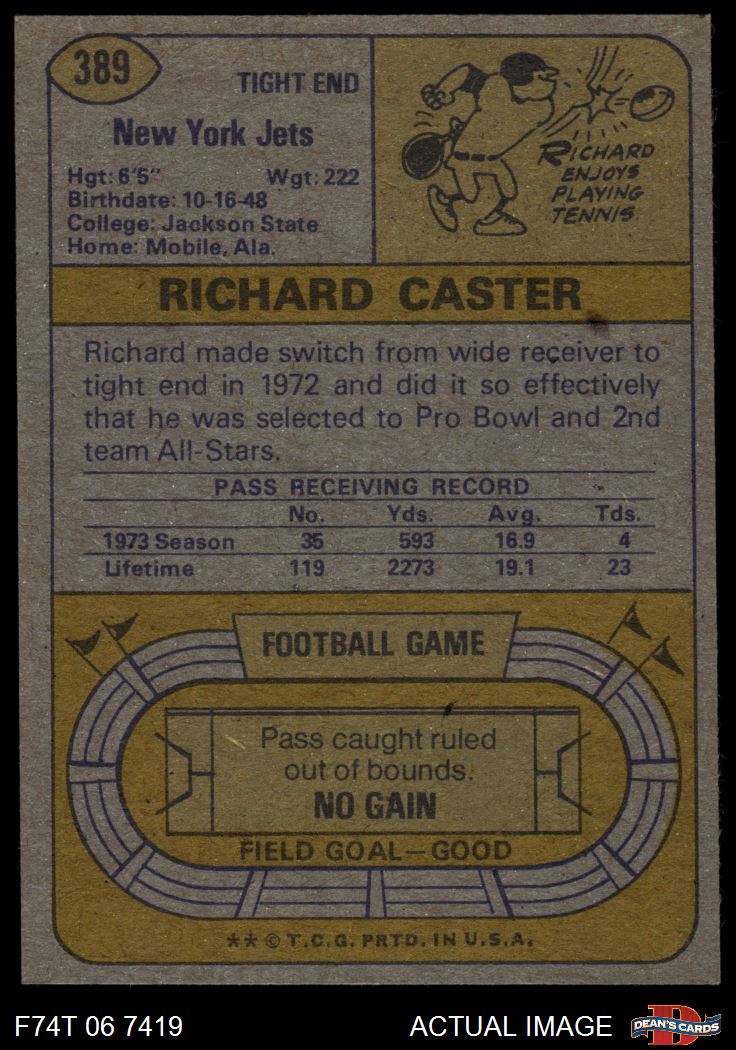 389
TIGHT END
New York Jets
Hgt: 6'5" Wgt: 222
Birthdate: 10-16-48
College: Jackson State
Home: Mobile, Ala.
RICHARD
ENJOYS
PLAYING
TENNIS
RICHARD CASTER
Richard made switch from wide receiver to
tight end in 1972 and did it so effectively
that he was selected to Pro Bowl and 2nd
team All-Stars.
PASS RECEIVING RECORD
No. Yds. Avg. Tds.
1973 Season 35 593 16.9 4
Lifetime 119 2273 19.1 23
FOOTBALL GAME
Pass caught ruled
out of bounds.
NO GAIN
FIELD GOAL—GOOD
** © T.C.G. PRTD. IN U.S.A.
F74T 06 7419 ACTUAL IMAGE
D
DEAN'S CARDS